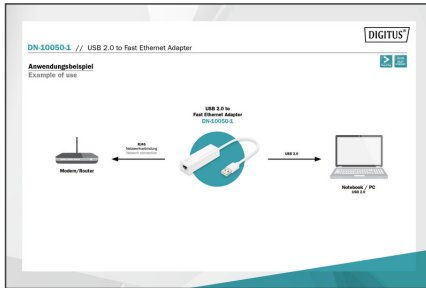 DIGITUS®
DN-10050-1 // USB 2.0 to Fast Ethernet Adapter
Anwendungsbeispiel
Example of use
USB 2.0 to
Fast Ethernet Adapter
DN-10050-1
RJ45
Netzwerkverbindung
Network connection
USB 2.0
Modem/Router
Notebook / PC
USB 2.0